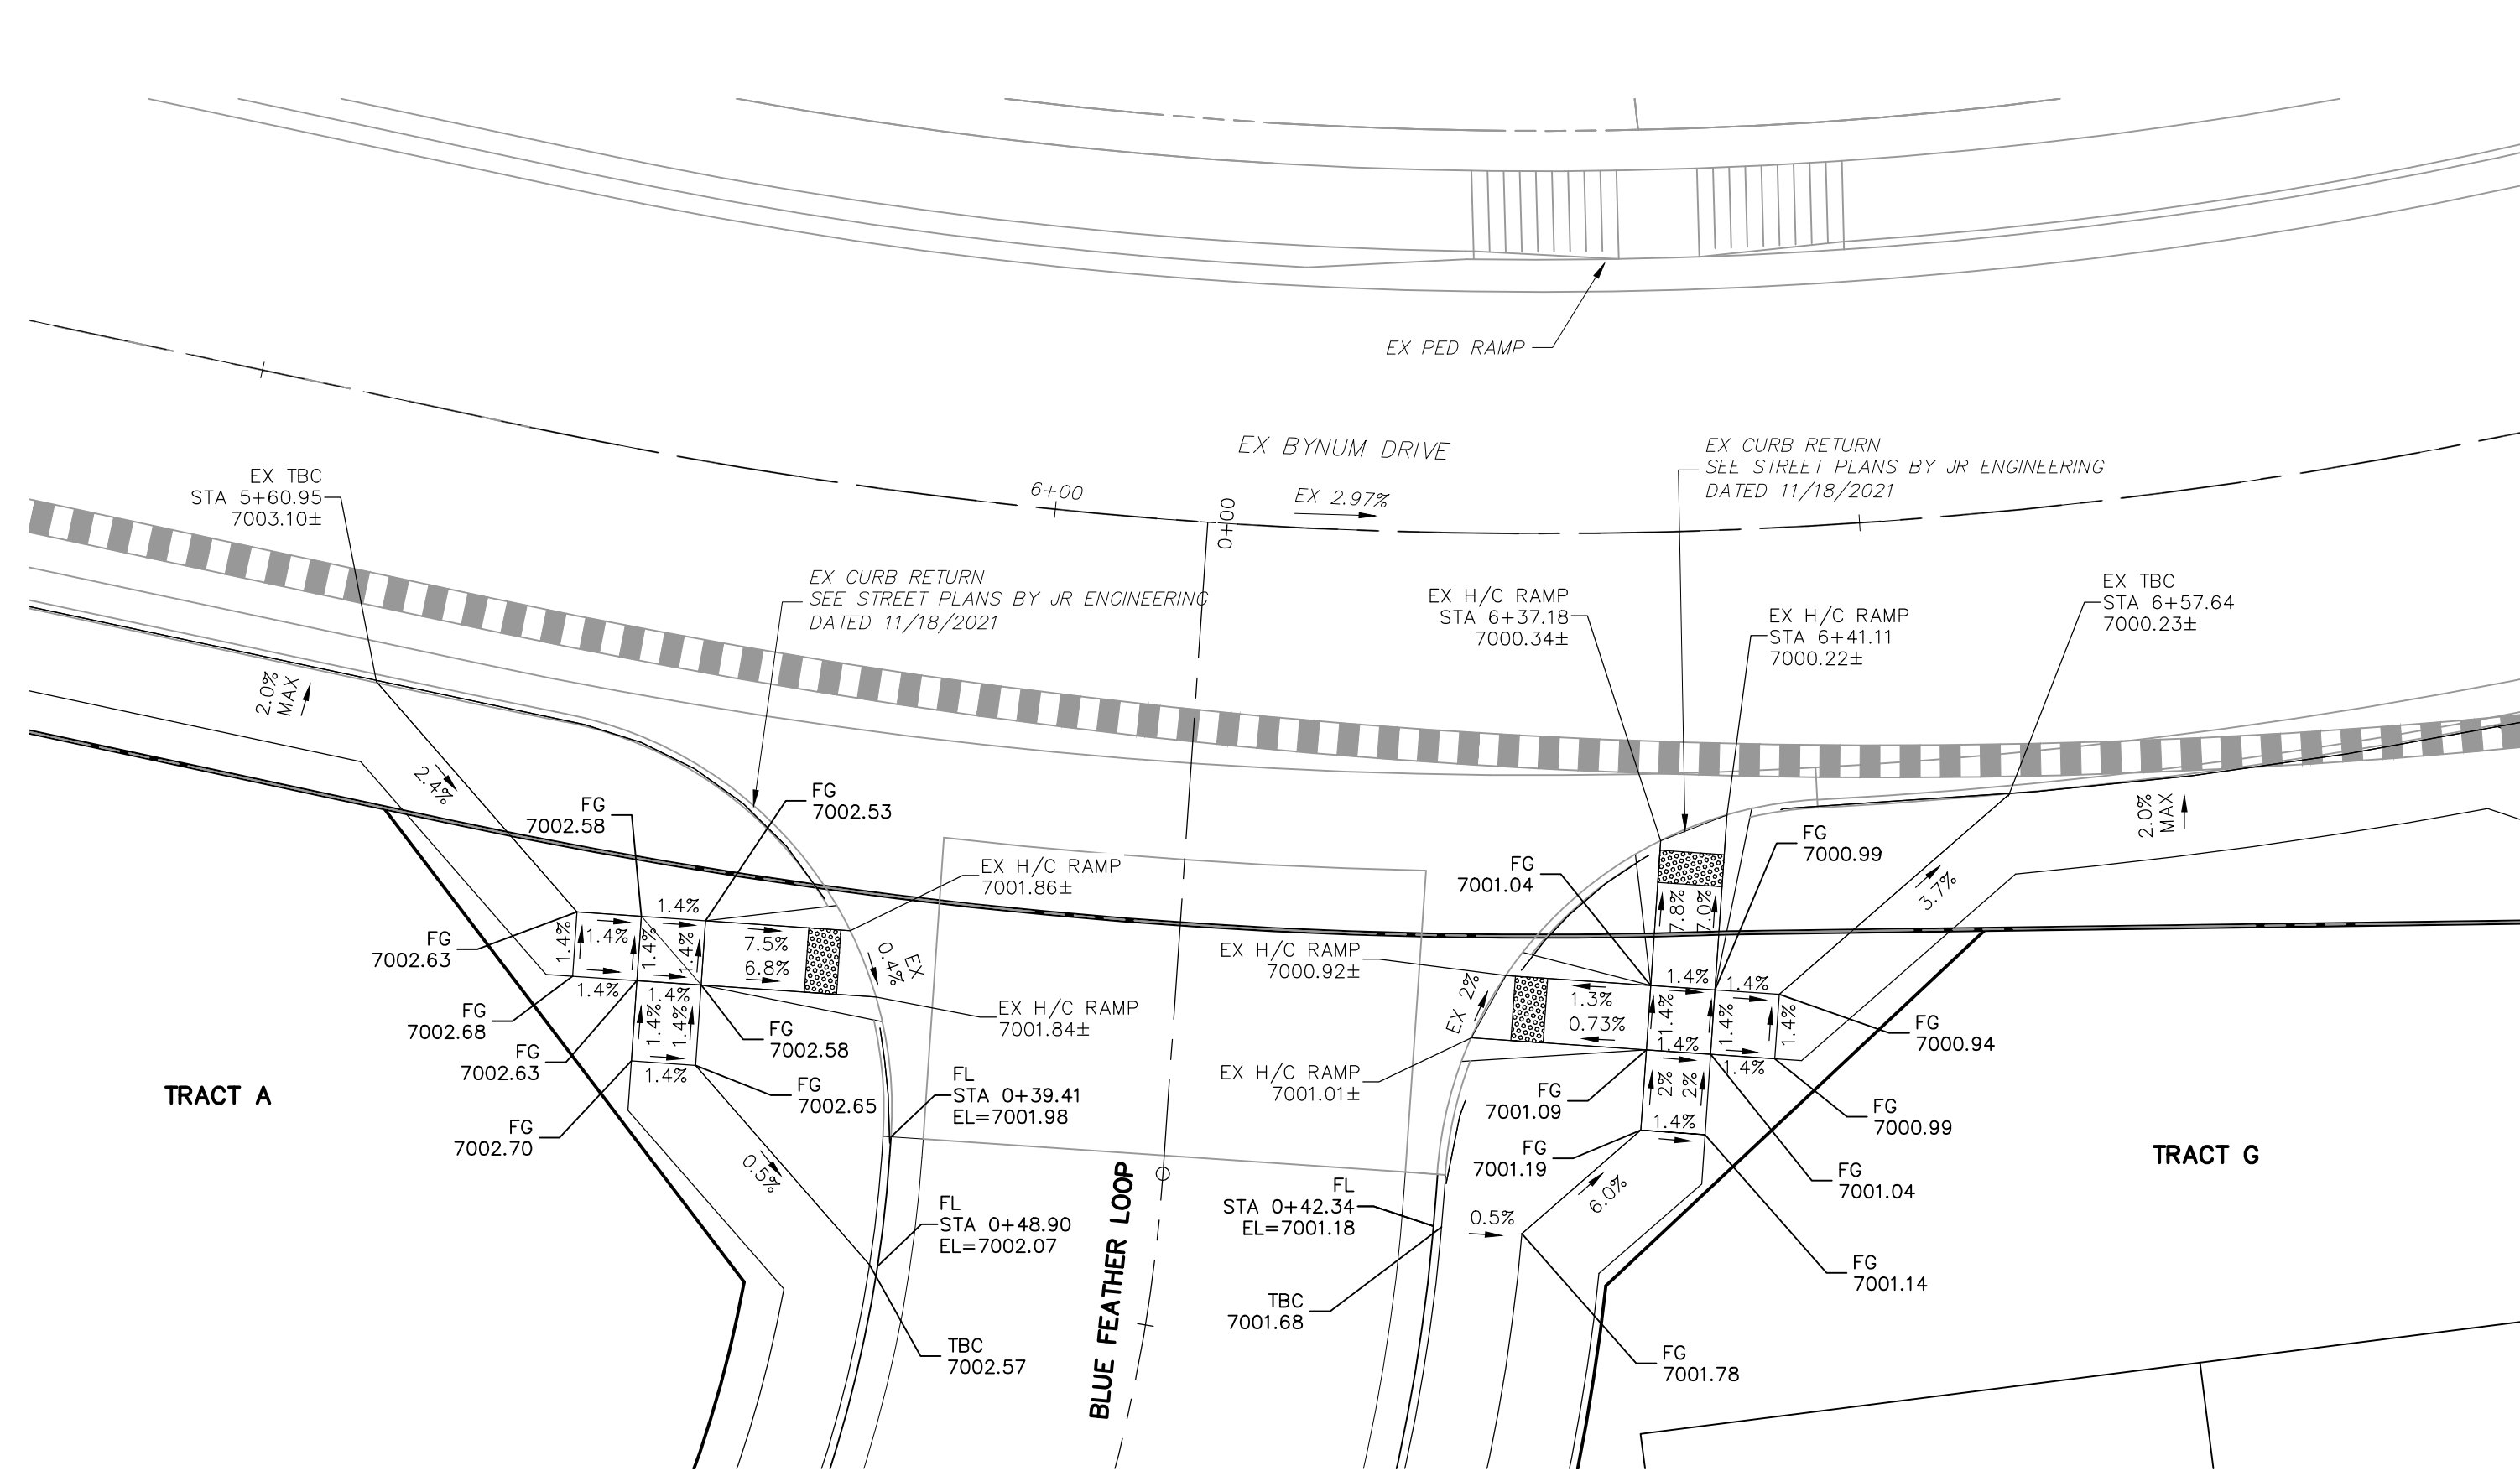 EX PED RAMP
EX BYNUM DRIVE
6+00
0+00
EX 2.97%
EX CURB RETURN
SEE STREET PLANS BY JR ENGINEERING
DATED 11/18/2021
EX TBC
STA 5+60.95
7003.10±
EX CURB RETURN
SEE STREET PLANS BY JR ENGINEERING
DATED 11/18/2021
EX H/C RAMP
STA 6+37.18
7000.34±
EX H/C RAMP
STA 6+41.11
7000.22±
EX TBC
STA 6+57.64
7000.23±
2.0%
MAX
2.4%
FG
7002.58
FG
7002.53
EX H/C RAMP
7001.86±
FG
7001.04
FG
7000.99
2.0%
MAX
3.7%
7.8%
7.0%
1.4%
1.4%
1.4%
1.4%
1.4%
7.5%
6.8%
EX
0.4%
FG
7002.63
1.4%
1.4%
FG
7002.68
1.4%
1.4%
1.4%
FG
7002.63
FG
7002.58
FG
7002.65
FG
7002.70
EX H/C RAMP
7001.84±
EX H/C RAMP
7000.92±
EX 2%
1.3%
0.73%
1.4%
1.4%
1.4%
1.4%
1.4%
1.4%
1.4%
FG
7000.94
EX H/C RAMP
7001.01±
FG
7001.09
2%
2%
1.4%
FG
7000.99
FG
7001.19
FG
7001.04
TRACT A
FL
STA 0+39.41
EL=7001.98
0.5%
FL
STA 0+48.90
EL=7002.07
BLUE FEATHER LOOP
FL
STA 0+42.34
EL=7001.18
0.5%
6.0%
TRACT G
FG
7001.14
TBC
7001.68
TBC
7002.57
FG
7001.78